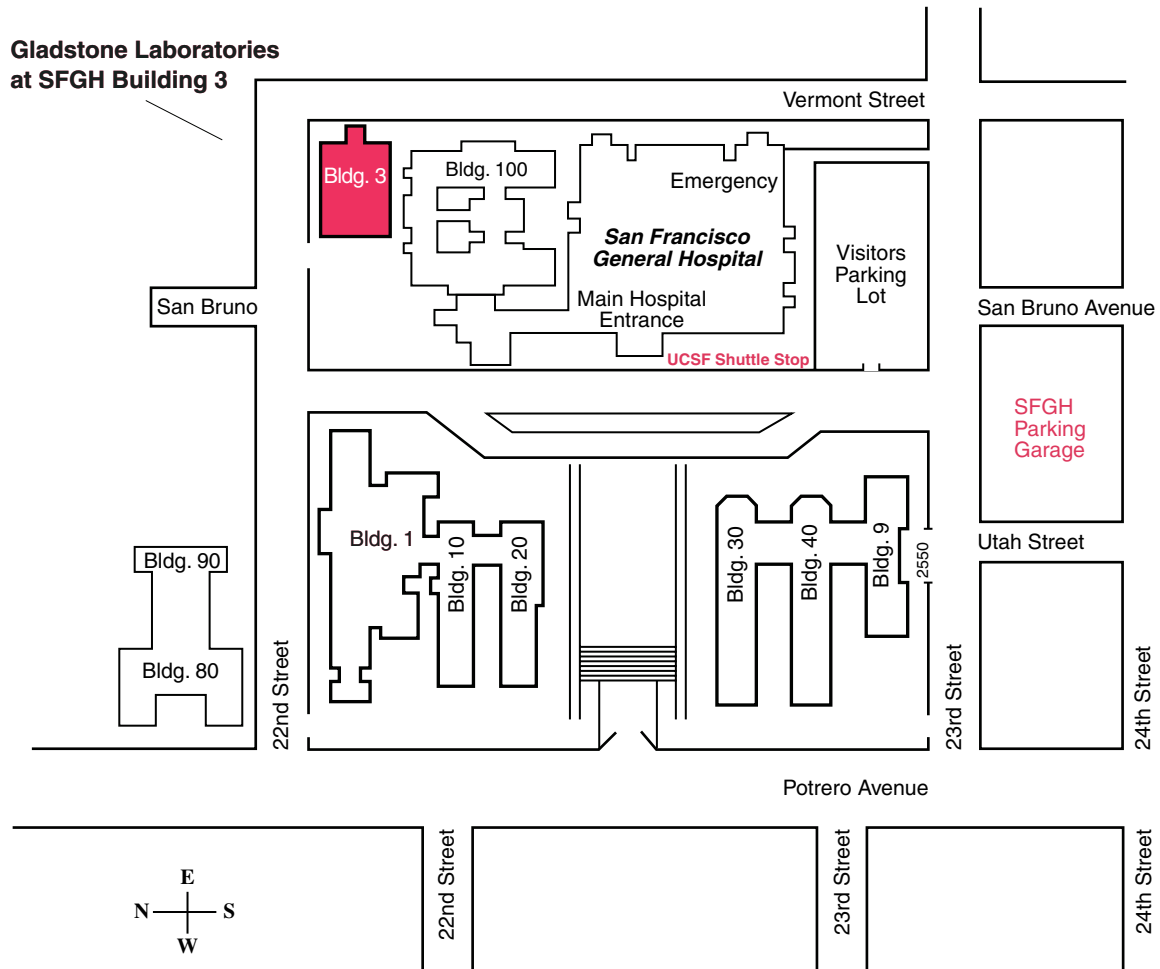 Gladstone Laboratories
at SFGH Building 3
Vermont Street
Bldg. 3
Bldg. 100
Emergency
San Francisco
General Hospital
Visitors
Parking
Lot
San Bruno
Main Hospital
Entrance
San Bruno Avenue
UCSF Shuttle Stop
SFGH
Parking
Garage
Bldg. 1
Bldg. 10
Bldg. 20
Bldg. 30
Bldg. 40
Bldg. 9
2550
Utah Street
Bldg. 90
Bldg. 80
22nd Street
23rd Street
24th Street
Potrero Avenue
22nd Street
23rd Street
24th Street
E
N
S
W